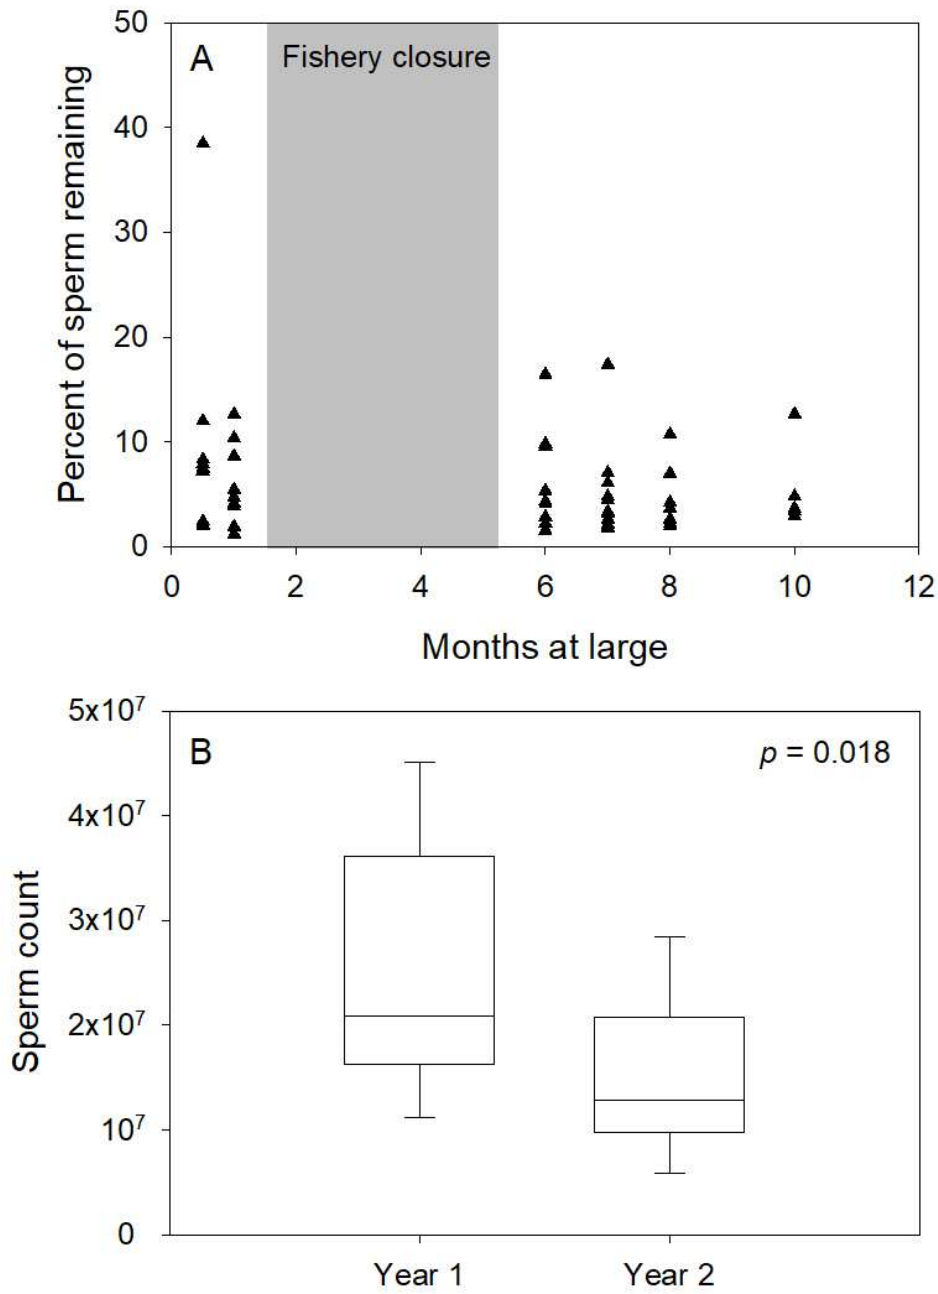 50
A
Fishery closure
40
30
20
10
0
Percent of sperm remaining
0 2 4 6 8 10 12
Months at large
5x10⁷
B
p = 0.018
4x10⁷
3x10⁷
2x10⁷
10⁷
0
Sperm count
Year 1 Year 2